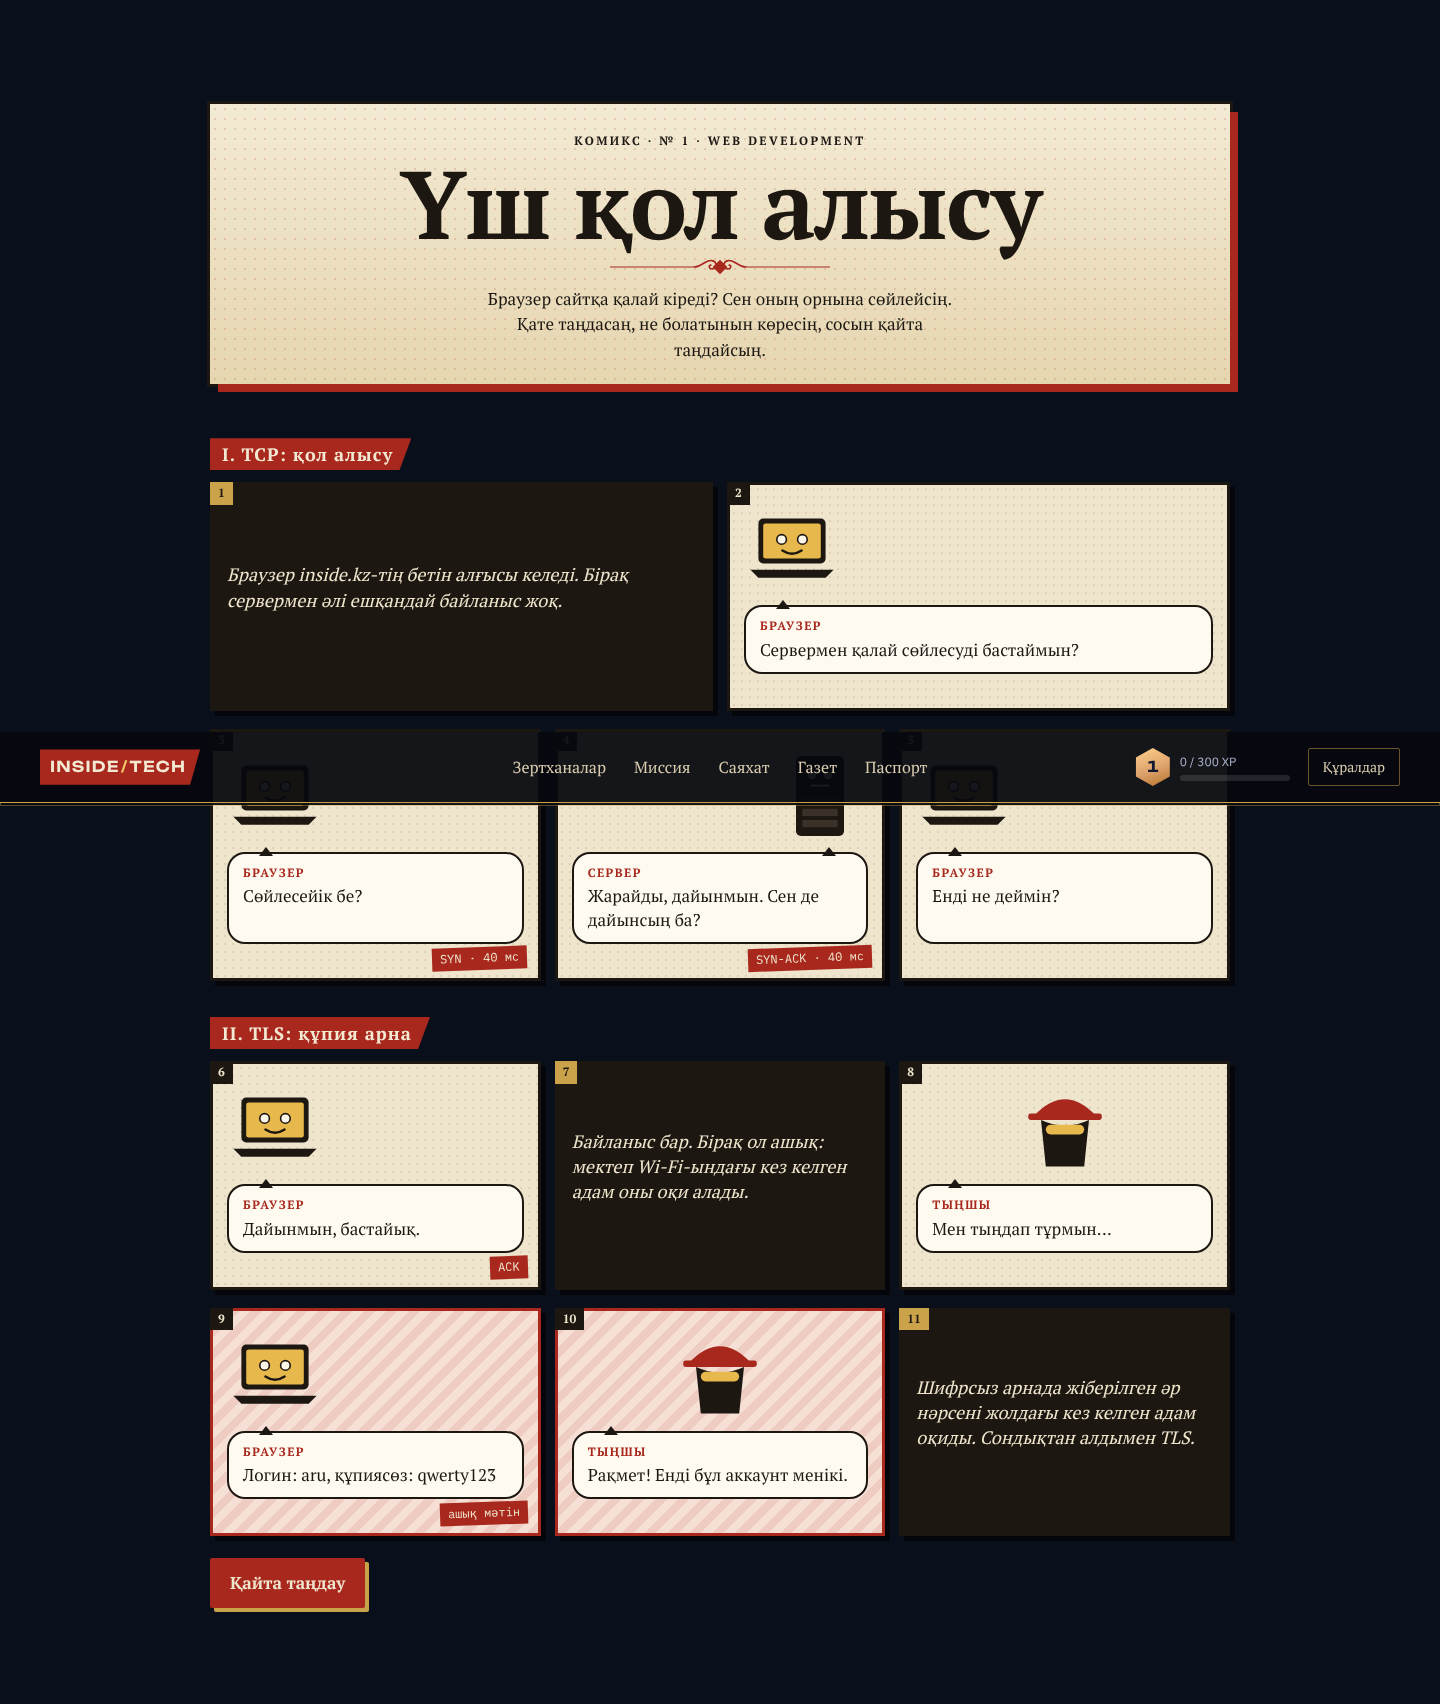 КОМИКС · № 1 · WEB DEVELOPMENT
Үш қол алысу
Браузер сайтқа қалай кіреді? Сен оның орнына сөйлейсің.
Қате таңдасаң, не болатынын көресің, сосын қайта
таңдайсың.
I. TCP: қол алысу
1
Браузер inside.kz-тің бетін алғысы келеді. Бірақ
сервермен әлі ешқандай байланыс жоқ.
2
БРАУЗЕР
Сервермен қалай сөйлесуді бастаймын?
INSIDE/TECH
Зертханалар
Миссия
Саяхат
Газет
Паспорт
1
0 / 300 XP
Құралдар
3
БРАУЗЕР
Сөйлесейік бе?
SYN · 40 мс
4
СЕРВЕР
Жарайды, дайынмын. Сен де
дайынсың ба?
SYN-ACK · 40 мс
5
БРАУЗЕР
Енді не деймін?
II. TLS: құпия арна
6
БРАУЗЕР
Дайынмын, бастайық.
ACK
7
Байланыс бар. Бірақ ол ашық:
мектеп Wi-Fi-ындағы кез келген
адам оны оқи алады.
8
ТЫҢШЫ
Мен тыңдап тұрмын…
9
БРАУЗЕР
Логин: aru, құпиясөз: qwerty123
ашық мәтін
10
ТЫҢШЫ
Рақмет! Енді бұл аккаунт менікі.
11
Шифрсыз арнада жіберілген әр
нәрсені жолдағы кез келген адам
оқиды. Сондықтан алдымен TLS.
Қайта таңдау